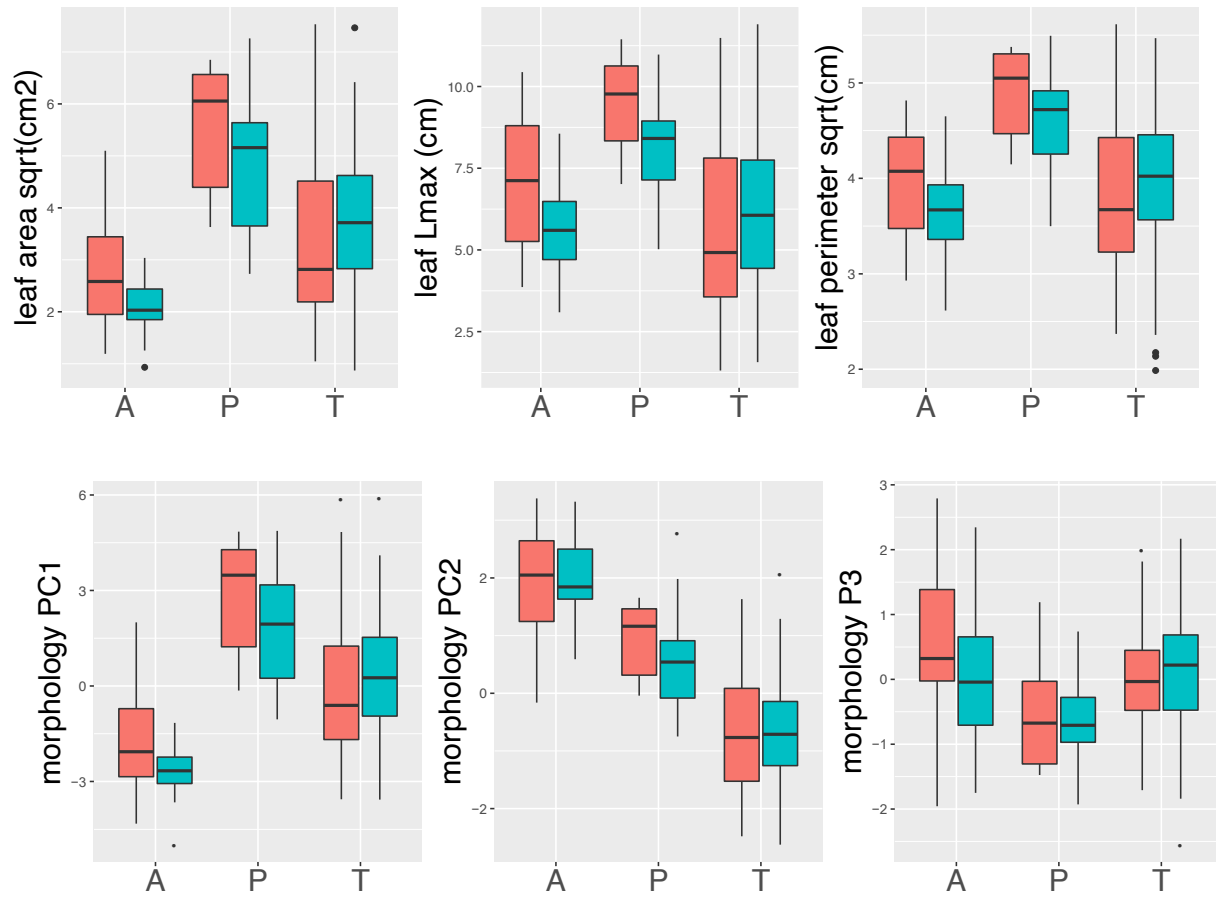 leaf area sqrt(cm2)
6
4
2
A P T
leaf Lmax (cm)
10.0
7.5
5.0
2.5
A P T
leaf perimeter sqrt(cm)
5
4
3
2
A P T
morphology PC1
6
3
0
−3
A P T
morphology PC2
2
0
−2
A P T
morphology P3
3
2
1
0
−1
−2
A P T